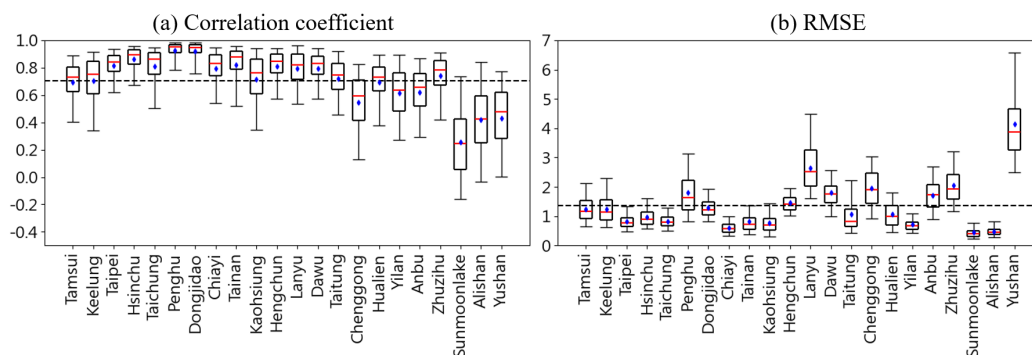 (a) Correlation coefficient
(b) RMSE
1.0
0.8
0.6
0.4
0.2
0.0
-0.2
-0.4
7
6
5
4
3
2
1
0
Tamsui
Keelung
Taipei
Hsinchu
Taichung
Penghu
Dongjidao
Chiayi
Tainan
Kaohsiung
Hengchun
Lanyu
Dawu
Taitung
Chenggong
Hualien
Yilan
Anbu
Zhuzihu
Sunmoonlake
Alishan
Yushan
Tamsui
Keelung
Taipei
Hsinchu
Taichung
Penghu
Dongjidao
Chiayi
Tainan
Kaohsiung
Hengchun
Lanyu
Dawu
Taitung
Chenggong
Hualien
Yilan
Anbu
Zhuzihu
Sunmoonlake
Alishan
Yushan